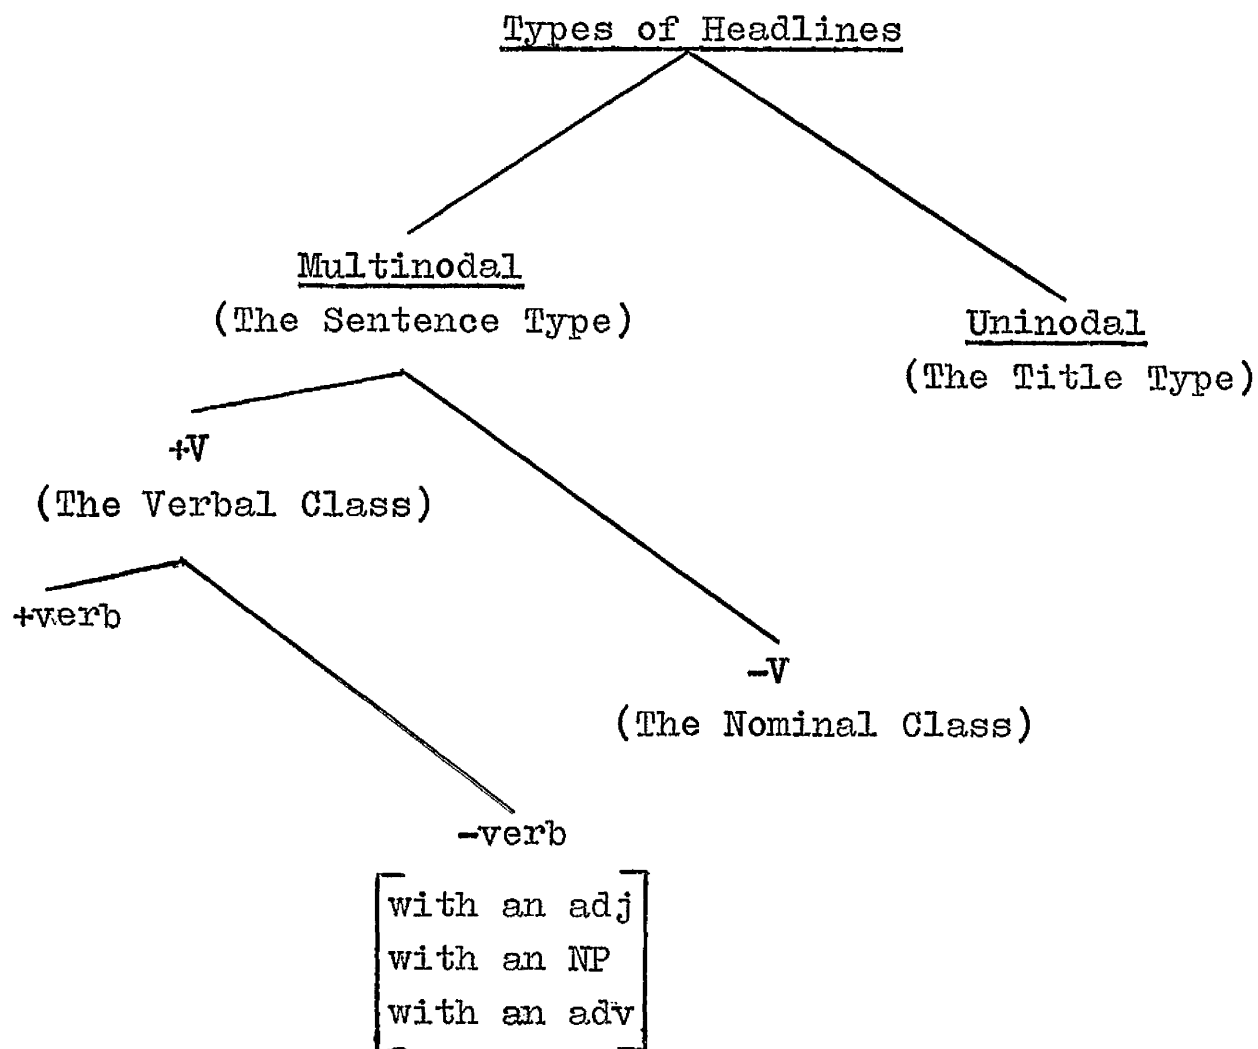 Types of Headlines
Multinodal
(The Sentence Type)
Uninodal
(The Title Type)
+V
(The Verbal Class)
+verb
-V
(The Nominal Class)
-verb
with an adj
with an NP
with an adv